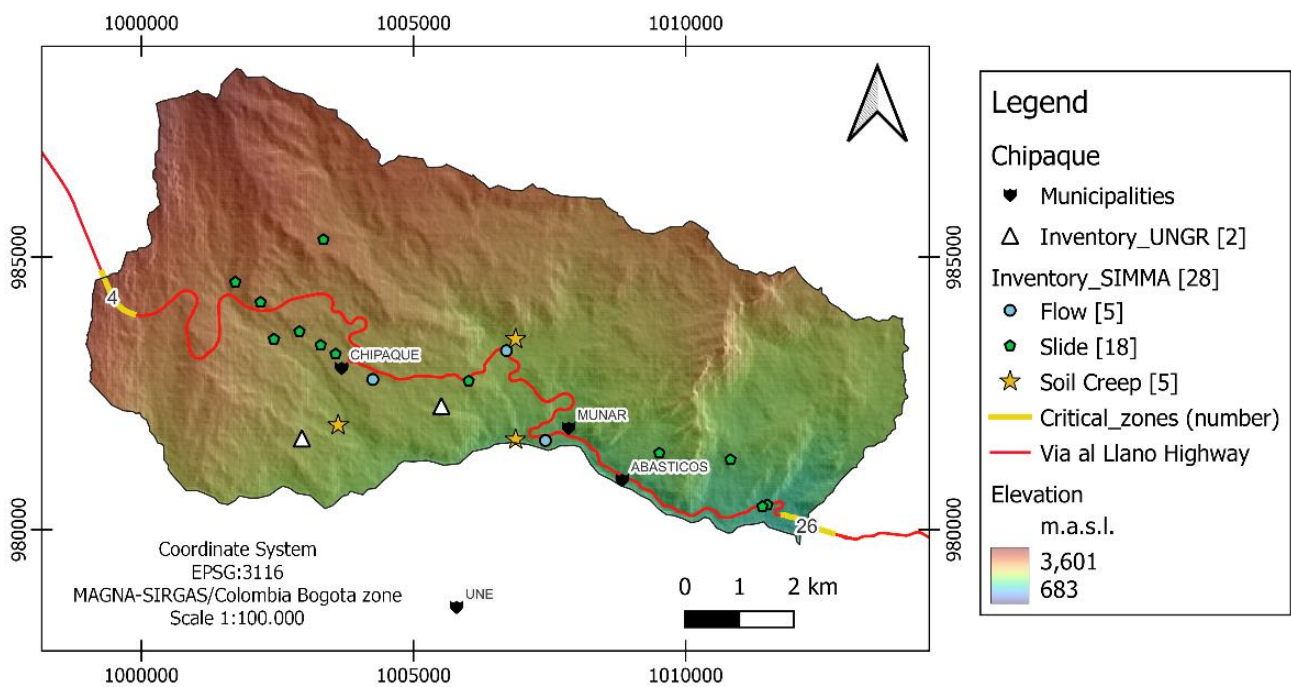 1000000
1005000
1010000
985000
985000
4
CHIPAQUE
MUNAR
ABASTICOS
980000
980000
26
UNE
Coordinate System
EPSG:3116
MAGNA-SIRGAS/Colombia Bogota zone
Scale 1:100.000
0 1 2 km
1000000
1005000
1010000
Legend
Chipaque
Municipalities
Inventory_UNGR [2]
Inventory_SIMMA [28]
Flow [5]
Slide [18]
Soil Creep [5]
Critical_zones (number)
Via al Llano Highway
Elevation
m.a.s.l.
3,601
683